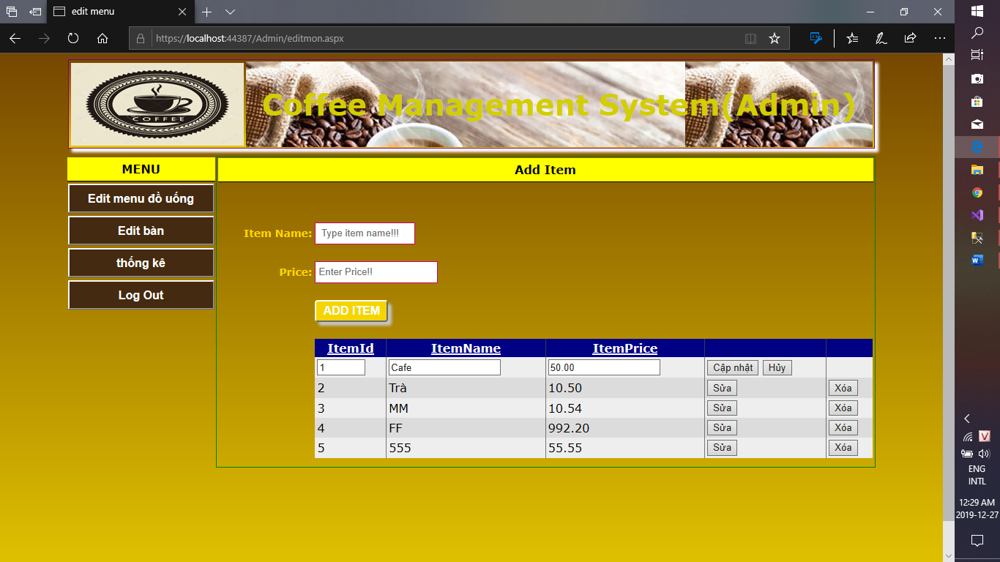 edit menu
https://localhost:44387/Admin/editmon.aspx
COFFEE
Coffee Management System(Admin)
MENU
Add Item
Edit menu đồ uống
Edit bàn
thống kê
Log Out
Item Name: Type item name!!!
Price: Enter Price!!
ADD ITEM
ItemId ItemName ItemPrice
1 Cafe 50.00 Cập nhật Hủy
2 Trà 10.50 Sửa Xóa
3 MM 10.54 Sửa Xóa
4 FF 992.20 Sửa Xóa
5 555 55.55 Sửa Xóa
ENG
INTL
12:29 AM
2019-12-27